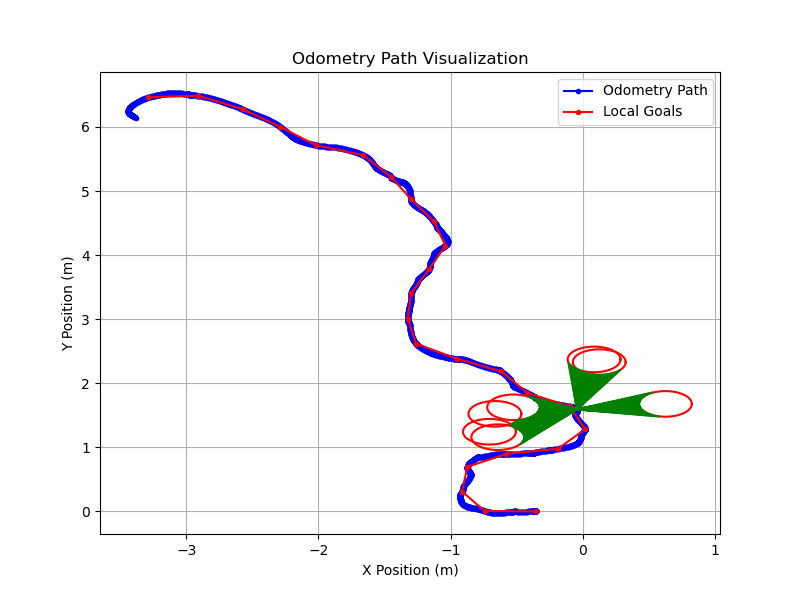 Odometry Path Visualization
Odometry Path
Local Goals
Y Position (m)
6
5
4
3
2
1
0
−3
−2
−1
0
1
X Position (m)